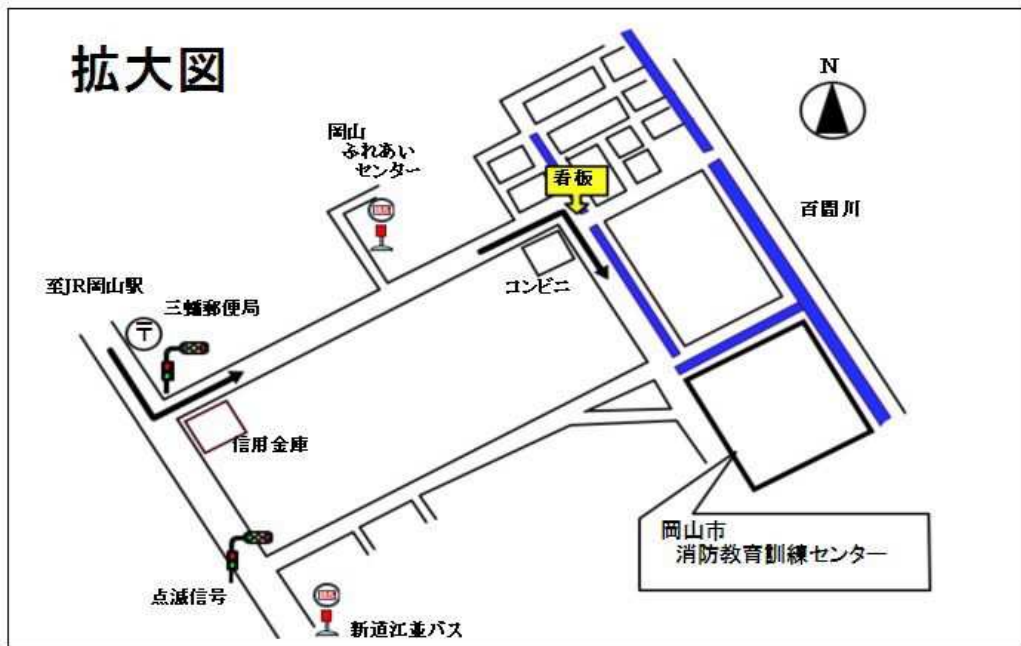 拡大図
N
岡山
ふれあい
センター
看板
百間川
至JR岡山駅
三蟠郵便局
〒
コンビニ
信用金庫
岡山市
消防教育訓練センター
点滅信号
新道江並バス